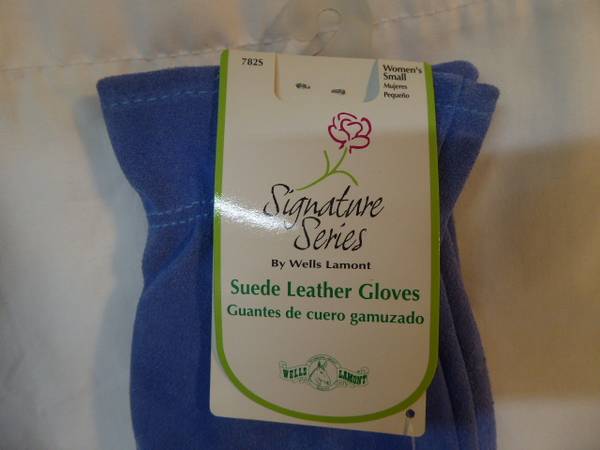 782S
Women's
Small
Mujeres
Pequeño
Signature
Series
By Wells Lamont
Suede Leather Gloves
Guantes de cuero gamuzado
WELLS LAMONT